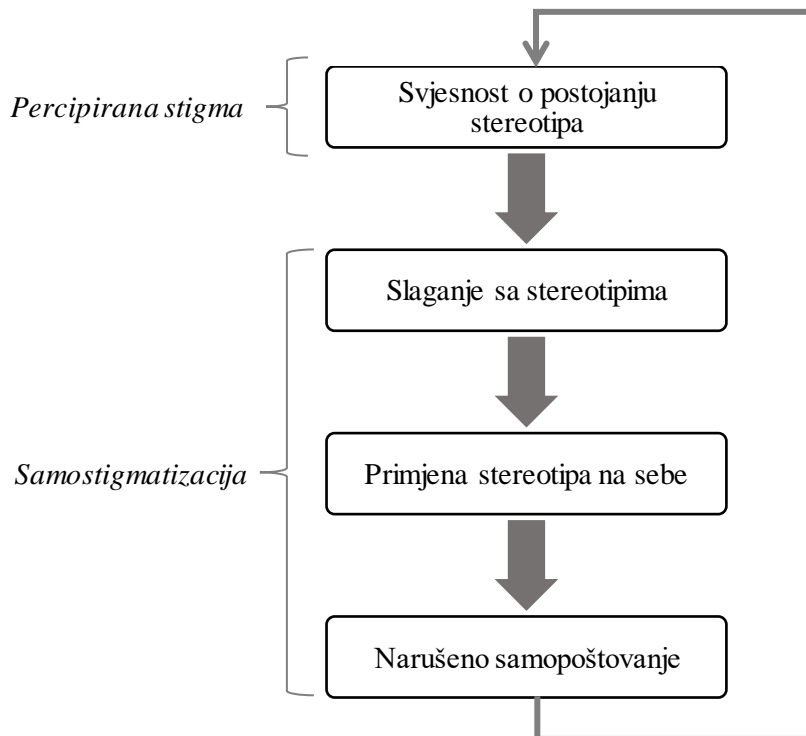 Svjesnost o postojanju
stereotipa
Percipirana stigma
Slaganje sa stereotipima
Primjena stereotipa na sebe
Samostigmatizacija
Narušeno samopoštovanje